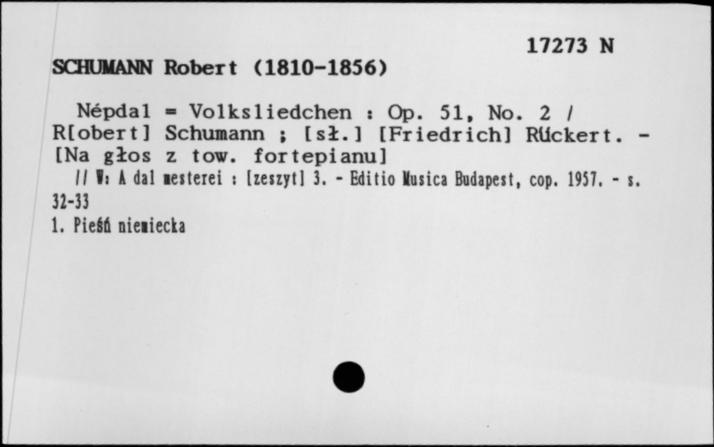 17273 N
SCHUMANN Robert (1810-1856)
Népdal = Volksliedchen : Op. 51, No. 2 /
R[obert] Schumann ; [sł.] [Friedrich] Rückert. -
[Na głos z tow. fortepianu]
// W: A dal mesterei : [zeszyt] 3. - Editio Musica Budapest, cop. 1957. - s.
32-33
1. Pieśń niemiecka